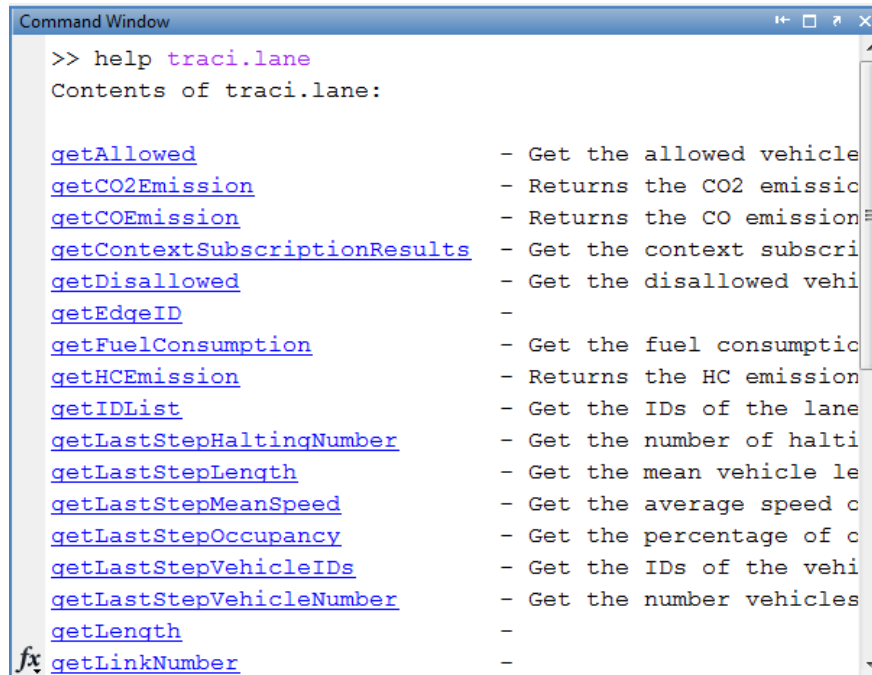 Command Window
>> help traci.lane
Contents of traci.lane:
getAllowed - Get the allowed vehicle
getCO2Emission - Returns the CO2 emissio
getCOEmission - Returns the CO emission
getContextSubscriptionResults - Get the context subscri
getDisallowed - Get the disallowed vehi
getEdgeID -
getFuelConsumption - Get the fuel consumptio
getHCEmission - Returns the HC emission
getIDList - Get the IDs of the lane
getLastStepHaltingNumber - Get the number of halti
getLastStepLength - Get the mean vehicle le
getLastStepMeanSpeed - Get the average speed o
getLastStepOccupancy - Get the percentage of o
getLastStepVehicleIDs - Get the IDs of the vehi
getLastStepVehicleNumber - Get the number vehicles
getLength -
fx getLinkNumber -